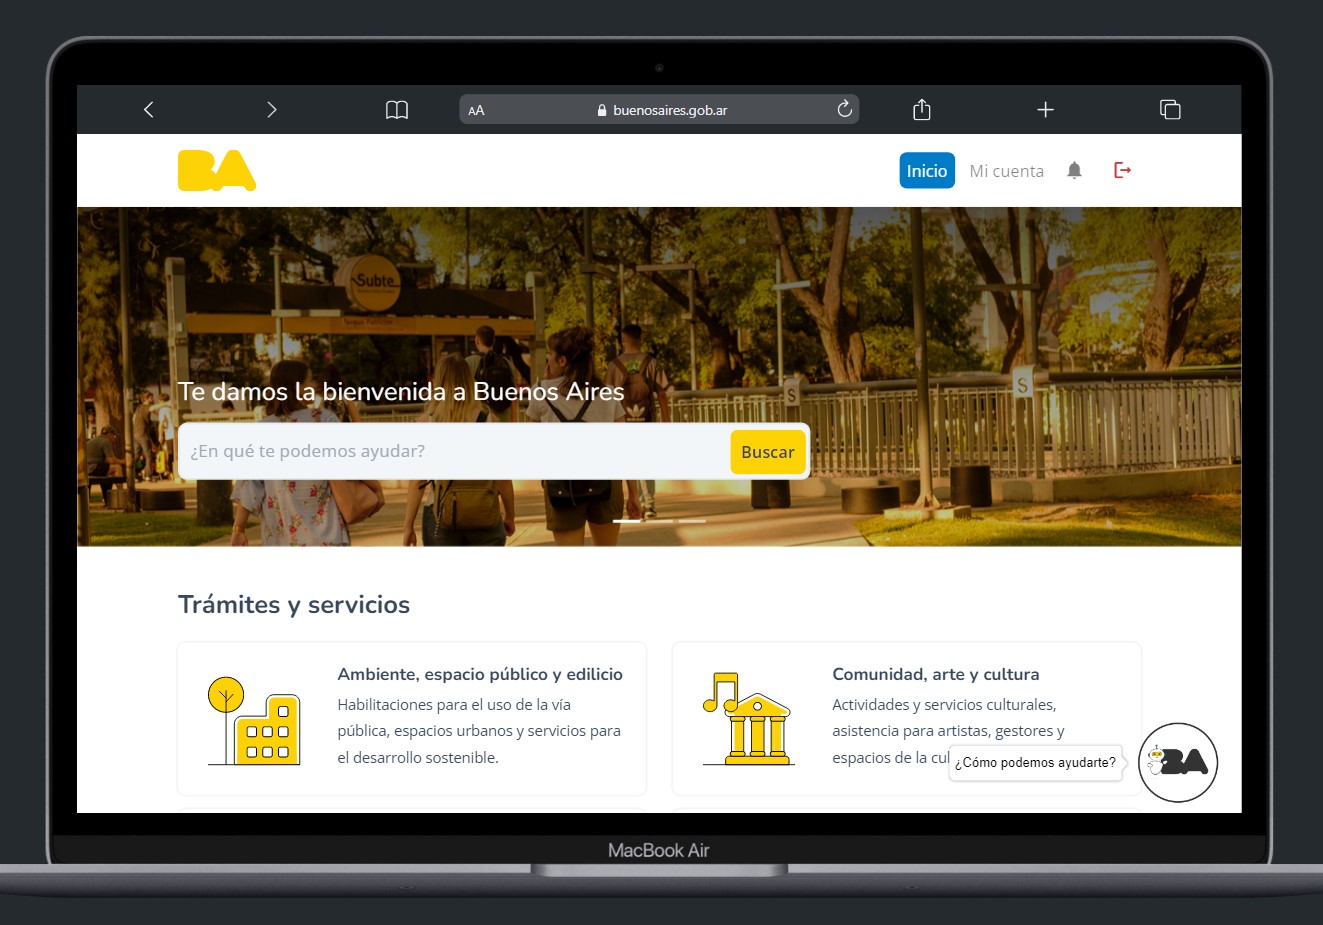 AA
buenosaires.gob.ar
BA
Inicio
Mi cuenta
Subte
Te damos la bienvenida a Buenos Aires
¿En qué te podemos ayudar?
Buscar
Trámites y servicios
Ambiente, espacio público y edilicio
Habilitaciones para el uso de la vía
pública, espacios urbanos y servicios para
el desarrollo sostenible.
Comunidad, arte y cultura
Actividades y servicios culturales,
asistencia para artistas, gestores y
espacios de la
¿Cómo podemos ayudarte?
BA
MacBook Air